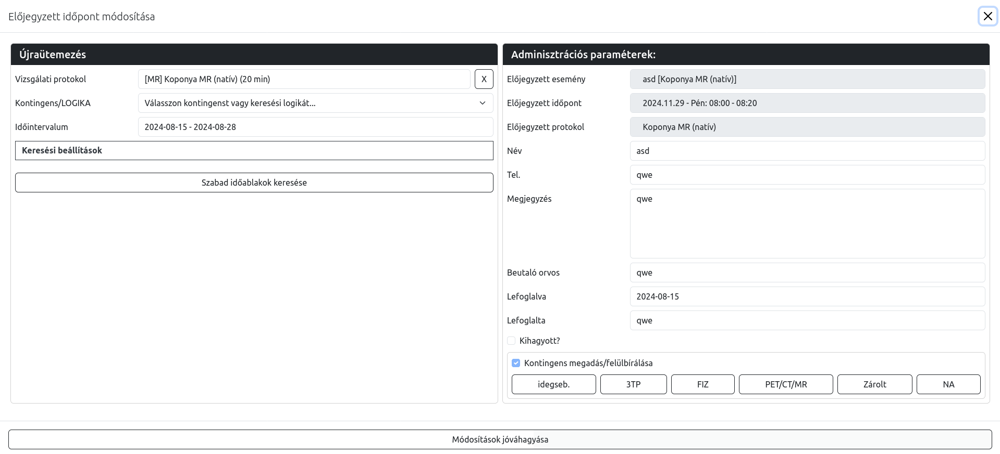 Előjegyzett időpont módosítása
Újraütemezés
Vizsgálati protokol
[MR] Koponya MR (natív) (20 min)
X
Kontingens/LOGIKA
Válasszon kontingenst vagy keresési logikát...
Időintervalum
2024-08-15 - 2024-08-28
Keresési beállítások
Szabad időablakok keresése
Adminisztrációs paraméterek:
Előjegyzett esemény
asd [Koponya MR (natív)]
Előjegyzett időpont
2024.11.29 - Pén: 08:00 - 08:20
Előjegyzett protokol
Koponya MR (natív)
Név
asd
Tel.
qwe
Megjegyzés
qwe
Beutaló orvos
qwe
Lefoglalva
2024-08-15
Lefoglalta
qwe
Kihagyott?
Kontingens megadás/felülbírálása
idegseb.
3TP
FIZ
PET/CT/MR
Zárolt
NA
Módosítások jóváhagyása